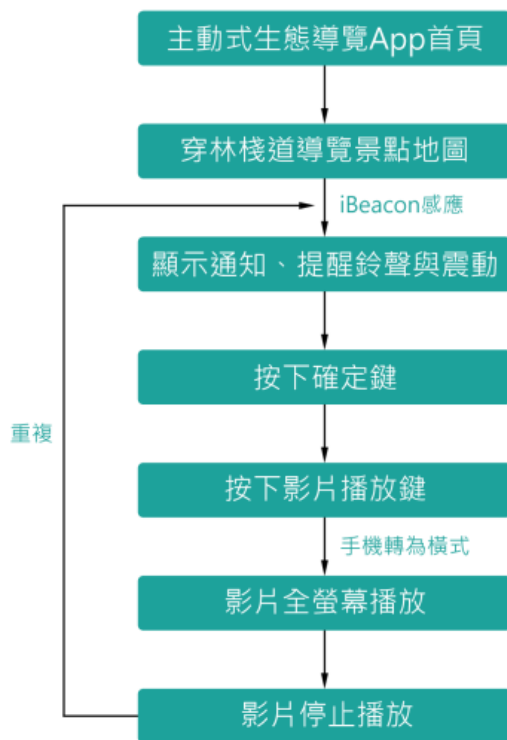 主動式生態導覽App首頁
穿林棧道導覽景點地圖
iBeacon感應
顯示通知、提醒鈴聲與震動
按下確定鍵
重複
按下影片播放鍵
手機轉為橫式
影片全螢幕播放
影片停止播放